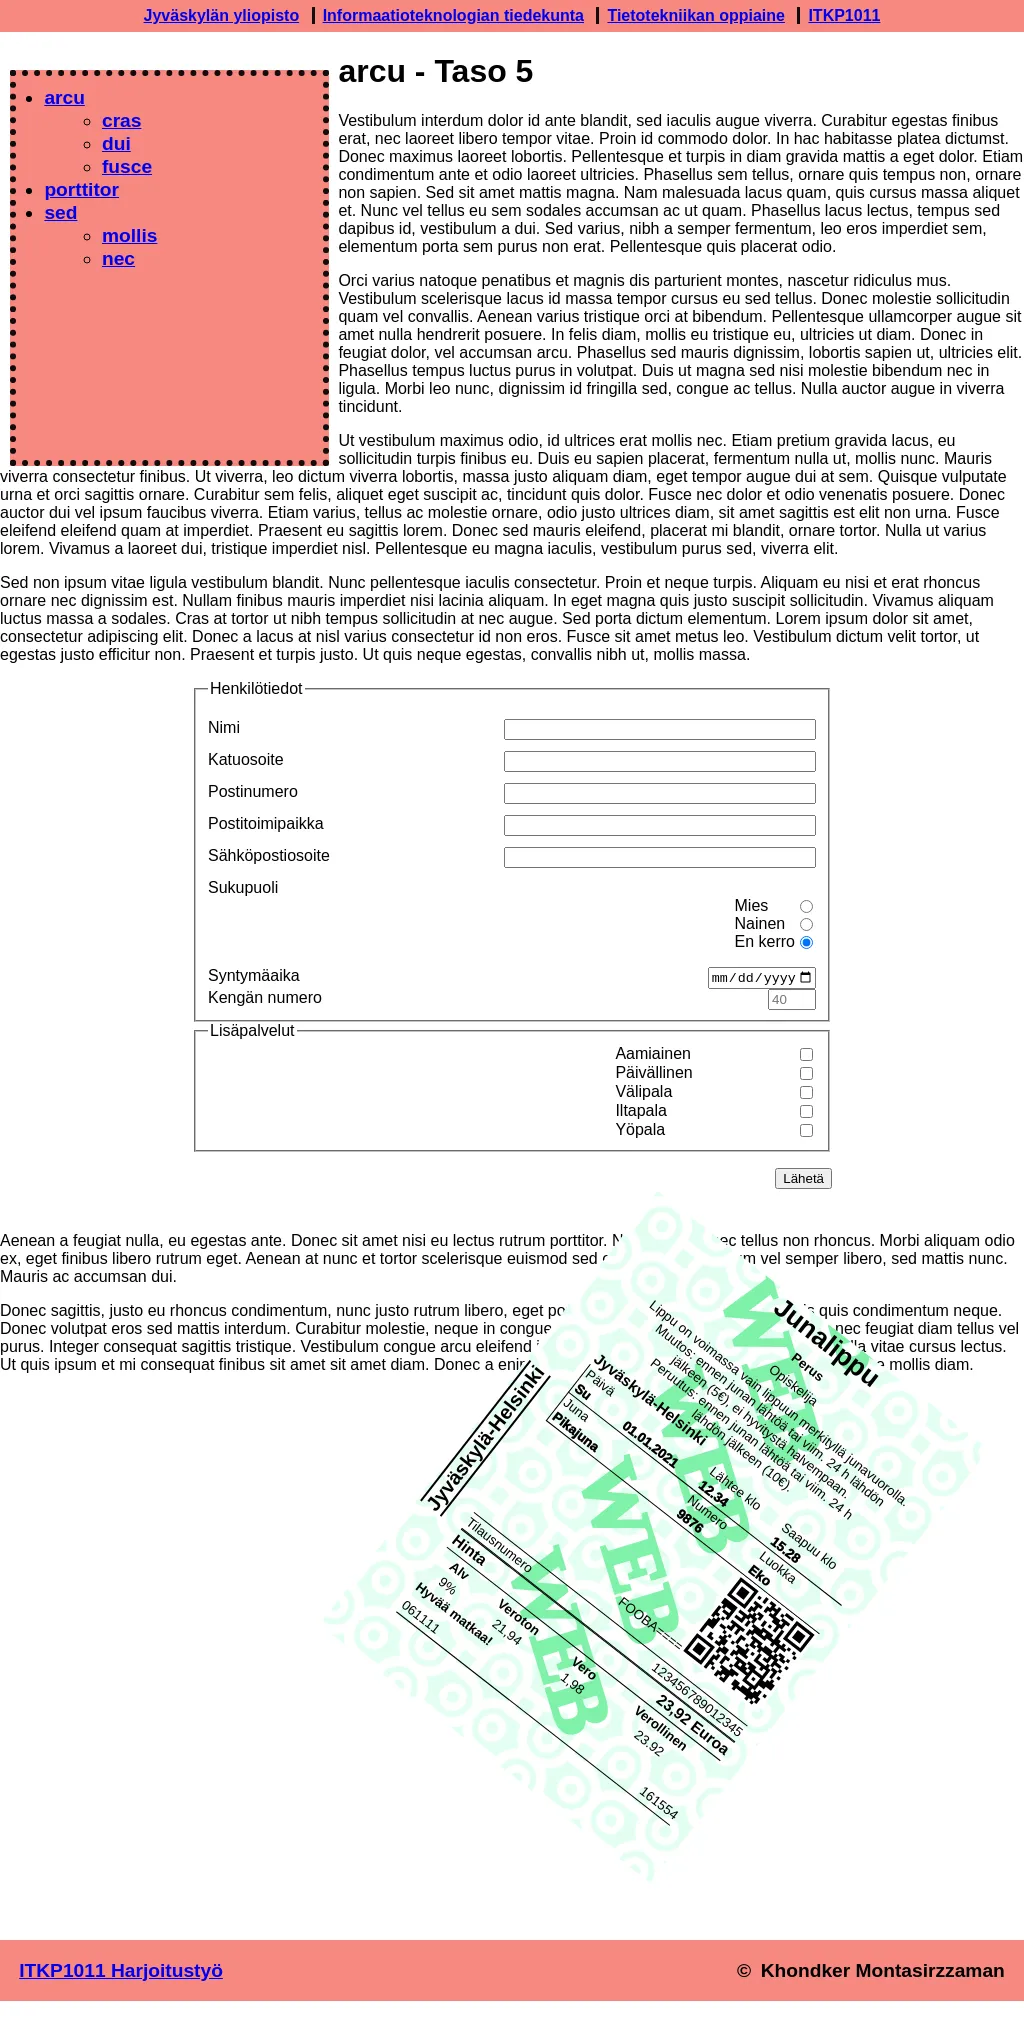 Jyväskylän yliopisto | Informaatioteknologian tiedekunta | Tietotekniikan oppiaine | ITKP1011
arcu - Taso 5
arcu
cras
dui
fusce
porttitor
sed
mollis
nec
Vestibulum interdum dolor id ante blandit, sed iaculis augue viverra. Curabitur egestas finibus
erat, nec laoreet libero tempor vitae. Proin id commodo dolor. In hac habitasse platea dictumst.
Donec maximus laoreet lobortis. Pellentesque et turpis in diam gravida mattis a eget dolor. Etiam
condimentum ante et odio laoreet ultricies. Phasellus sem tellus, ornare quis tempus non, ornare
non sapien. Sed sit amet mattis magna. Nam malesuada lacus quam, quis cursus massa aliquet
et. Nunc vel tellus eu sem sodales accumsan ac ut quam. Phasellus lacus lectus, tempus sed
dapibus id, vestibulum a dui. Sed varius, nibh a semper fermentum, leo eros imperdiet sem,
elementum porta sem purus non erat. Pellentesque quis placerat odio.
Orci varius natoque penatibus et magnis dis parturient montes, nascetur ridiculus mus.
Vestibulum scelerisque lacus id massa tempor cursus eu sed tellus. Donec molestie sollicitudin
quam vel convallis. Aenean varius tristique orci at bibendum. Pellentesque ullamcorper augue sit
amet nulla hendrerit posuere. In felis diam, mollis eu tristique eu, ultricies ut diam. Donec in
feugiat dolor, vel accumsan arcu. Phasellus sed mauris dignissim, lobortis sapien ut, ultricies elit.
Phasellus tempus luctus purus in volutpat. Duis ut magna sed nisi molestie bibendum nec in
ligula. Morbi leo nunc, dignissim id fringilla sed, congue ac tellus. Nulla auctor augue in viverra
tincidunt.
Ut vestibulum maximus odio, id ultrices erat mollis nec. Etiam pretium gravida lacus, eu
sollicitudin turpis finibus eu. Duis eu sapien placerat, fermentum nulla ut, mollis nunc. Mauris
viverra consectetur finibus. Ut viverra, leo dictum viverra lobortis, massa justo aliquam diam, eget tempor augue dui at sem. Quisque vulputate
urna et orci sagittis ornare. Curabitur sem felis, aliquet eget suscipit ac, tincidunt quis dolor. Fusce nec dolor et odio venenatis posuere. Donec
auctor dui vel ipsum faucibus viverra. Etiam varius, tellus ac molestie ornare, odio justo ultrices diam, sit amet sagittis est elit non urna. Fusce
eleifend eleifend quam at imperdiet. Praesent eu sagittis lorem. Donec sed mauris eleifend, placerat mi blandit, ornare tortor. Nulla ut varius
lorem. Vivamus a laoreet dui, tristique imperdiet nisl. Pellentesque eu magna iaculis, vestibulum purus sed, viverra elit.
Sed non ipsum vitae ligula vestibulum blandit. Nunc pellentesque iaculis consectetur. Proin et neque turpis. Aliquam eu nisi et erat rhoncus
ornare nec dignissim est. Nullam finibus mauris imperdiet nisi lacinia aliquam. In eget magna quis justo suscipit sollicitudin. Vivamus aliquam
luctus massa a sodales. Cras at tortor ut nibh tempus sollicitudin at nec augue. Sed porta dictum elementum. Lorem ipsum dolor sit amet,
consectetur adipiscing elit. Donec a lacus at nisl varius consectetur id non eros. Fusce sit amet metus leo. Vestibulum dictum velit tortor, ut
egestas justo efficitur non. Praesent et turpis justo. Ut quis neque egestas, convallis nibh ut, mollis massa.
Henkilötiedot
Nimi
Katuosoite
Postinumero
Postitoimipaikka
Sähköpostiosoite
Sukupuoli
Mies
Nainen
En kerro
Syntymäaika mm/dd/yyyy
Kengän numero 40
Lisäpalvelut
Aamiainen
Päivällinen
Välipala
Iltapala
Yöpala
Lähetä
Aenean a feugiat nulla, eu egestas ante. Donec sit amet nisi eu lectus rutrum porttitor. tellus non rhoncus. Morbi aliquam odio
ex, eget finibus libero rutrum eget. Aenean at nunc et tortor scelerisque euismod sed vel semper libero, sed mattis nunc.
Mauris ac accumsan dui.
Donec sagittis, justo eu rhoncus condimentum, nunc justo rutrum libero, eget quis condimentum neque.
Donec volutpat eros sed mattis interdum. Curabitur molestie, neque in congue nec feugiat diam tellus vel
purus. Integer consequat sagittis tristique. Vestibulum congue arcu eleifend vitae cursus lectus.
Ut quis ipsum et mi consequat finibus sit amet sit amet diam. Donec a mollis diam.
Junalippu
Perus
Opiskelija
Lippu on voimassa vain lippuun merkityllä junavuorolla.
Muutos: ennen junan lähtöä tai viim. 24 h lähdön
jälkeen (5€), ei hyvitystä halvempaan.
Peruutus: ennen junan lähtöä tai viim. 24 h
lähdön jälkeen (10€).
Jyväskylä-Helsinki
Päivä Lähtee klo Saapuu klo
Su 01.01.2021 12.34 15.28
Juna Numero Luokka
Pikajuna 9876 Eko
Jyväskylä-Helsinki
WEB
WEB
WEB
WEB
FOOBA====
Tilausnumero 123456789012345
Hinta 23,92 Euroa
Alv Veroton Vero Verollinen
9% 21,94 1,98 23.92
Hyvää matkaa!
061111 161554
ITKP1011 Harjoitustyö
© Khondker Montasirzzaman